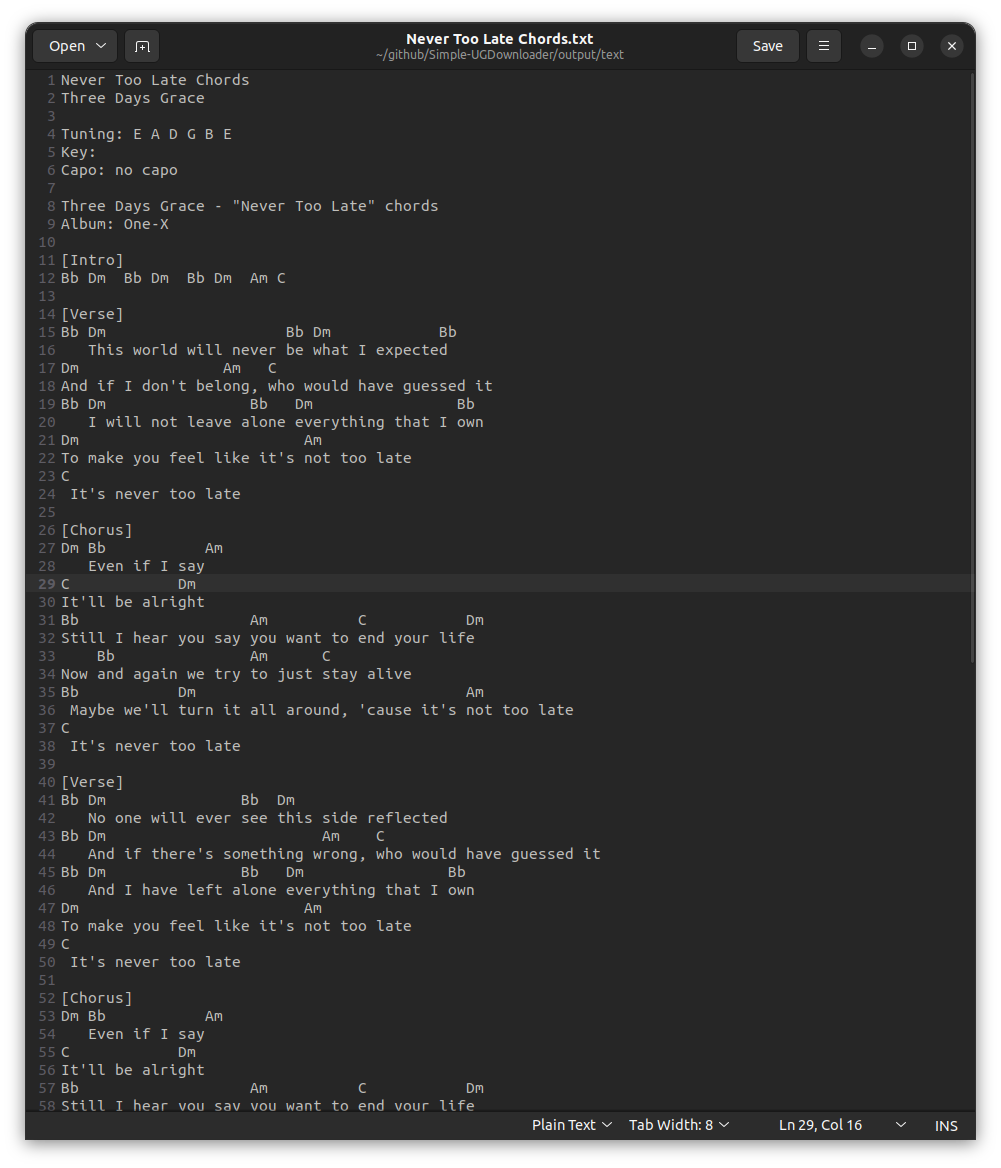 Open
Never Too Late Chords.txt
~/github/Simple-UGDownloader/output/text
Save
1 Never Too Late Chords
2 Three Days Grace
3
4 Tuning: E A D G B E
5 Key:
6 Capo: no capo
7
8 Three Days Grace - "Never Too Late" chords
9 Album: One-X
10
11 [Intro]
12 Bb Dm  Bb Dm  Bb Dm  Am C
13
14 [Verse]
15 Bb Dm                    Bb Dm            Bb
16    This world will never be what I expected
17 Dm                Am   C
18 And if I don't belong, who would have guessed it
19 Bb Dm                Bb   Dm                Bb
20    I will not leave alone everything that I own
21 Dm                         Am
22 To make you feel like it's not too late
23 C
24  It's never too late
25
26 [Chorus]
27 Dm Bb           Am
28    Even if I say
29 C            Dm
30 It'll be alright
31 Bb                   Am          C           Dm
32 Still I hear you say you want to end your life
33     Bb               Am      C
34 Now and again we try to just stay alive
35 Bb           Dm                              Am
36  Maybe we'll turn it all around, 'cause it's not too late
37 C
38  It's never too late
39
40 [Verse]
41 Bb Dm               Bb  Dm
42    No one will ever see this side reflected
43 Bb Dm                        Am    C
44    And if there's something wrong, who would have guessed it
45 Bb Dm               Bb   Dm                Bb
46    And I have left alone everything that I own
47 Dm                         Am
48 To make you feel like it's not too late
49 C
50  It's never too late
51
52 [Chorus]
53 Dm Bb           Am
54    Even if I say
55 C            Dm
56 It'll be alright
57 Bb                   Am          C           Dm
58 Still I hear you say you want to end your life
Plain Text
Tab Width: 8
Ln 29, Col 16
INS